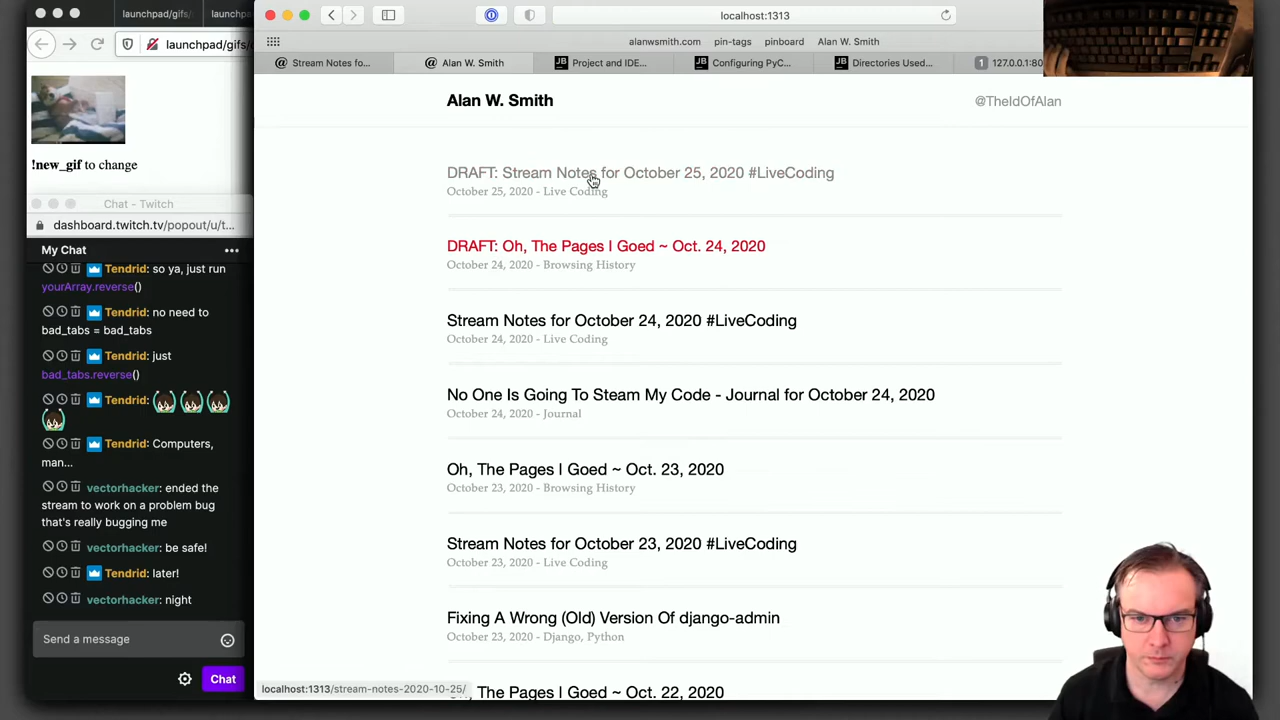 launchpad/gifs/
launchpad/
launchpad/gifs/
!new_gif to change
Chat - Twitch
dashboard.twitch.tv/popout/u/t...
My Chat
Tendrid: so ya, just run
yourArray.reverse()
Tendrid: no need to
bad_tabs = bad_tabs
Tendrid: just
bad_tabs.reverse()
Tendrid:
Tendrid: Computers,
man...
vectorhacker: ended the
stream to work on a problem bug
that's really bugging me
vectorhacker: be safe!
Tendrid: later!
vectorhacker: night
Send a message
Chat
localhost:1313
alanwsmith.com pin-tags pinboard Alan W. Smith
@ Stream Notes fo... @ Alan W. Smith JB Project and IDE... JB Configuring PyC... JB Directories Used... 1 127.0.0.1:80
Alan W. Smith
@TheIdOfAlan
DRAFT: Stream Notes for October 25, 2020 #LiveCoding
October 25, 2020 - Live Coding
DRAFT: Oh, The Pages I Goed ~ Oct. 24, 2020
October 24, 2020 - Browsing History
Stream Notes for October 24, 2020 #LiveCoding
October 24, 2020 - Live Coding
No One Is Going To Steam My Code - Journal for October 24, 2020
October 24, 2020 - Journal
Oh, The Pages I Goed ~ Oct. 23, 2020
October 23, 2020 - Browsing History
Stream Notes for October 23, 2020 #LiveCoding
October 23, 2020 - Live Coding
Fixing A Wrong (Old) Version Of django-admin
October 23, 2020 - Django, Python
The Pages I Goed ~ Oct. 22, 2020
localhost:1313/stream-notes-2020-10-25/